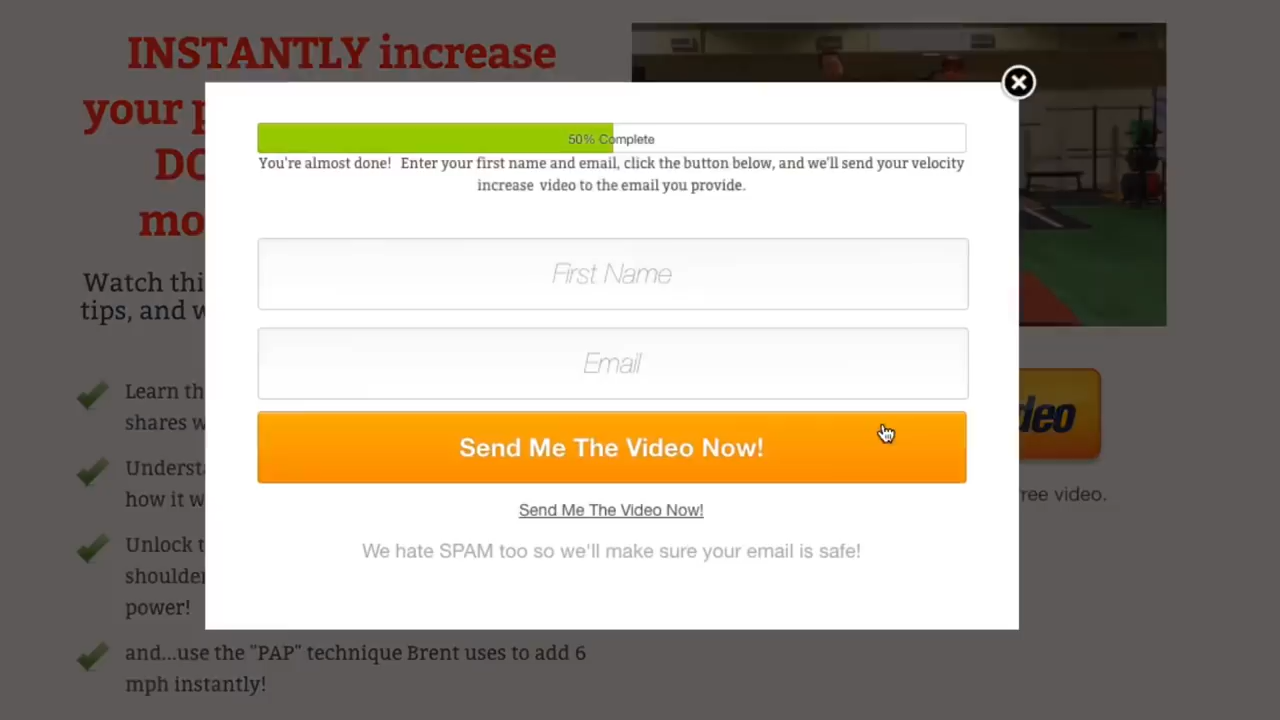 INSTANTLY increase
your
50% Complete
You're almost done! Enter your first name and email, click the button below, and we'll send your velocity
increase video to the email you provide.
Watch thi
tips, and w
First Name
Email
Send Me The Video Now!
Send Me The Video Now!
We hate SPAM too so we'll make sure your email is safe!
deo
ree video.
Learn th
shares w
Underst
how it w
Unlock t
shoulder
power!
and...use the "PAP" technique Brent uses to add 6
mph instantly!